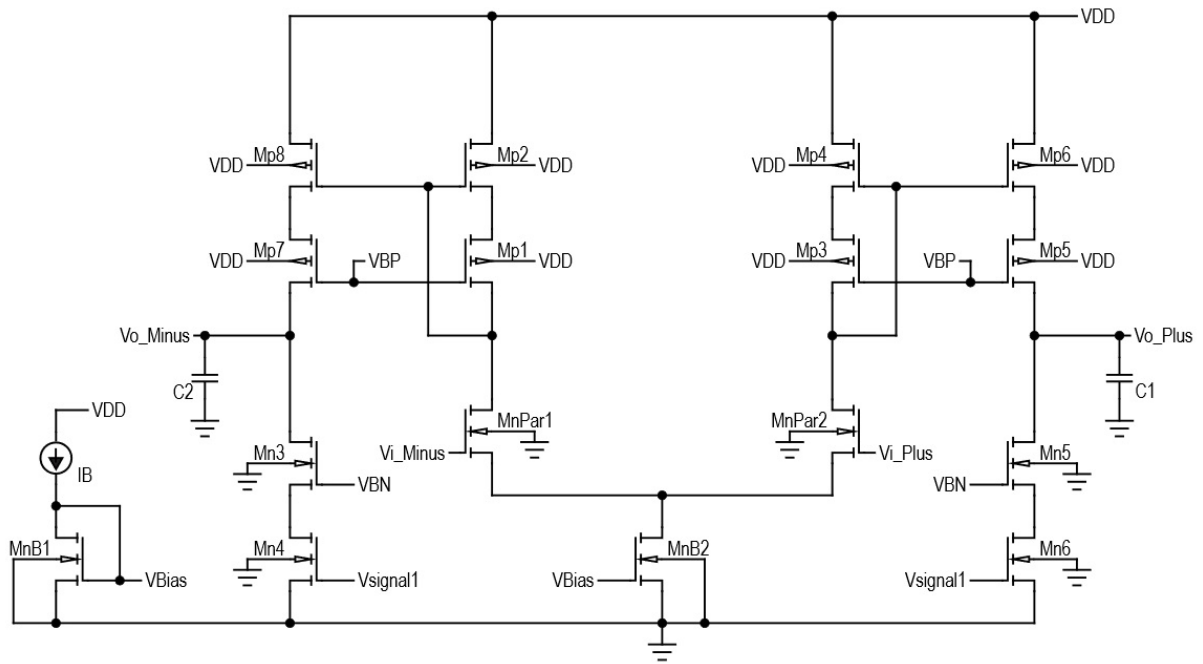 VDD
VDD Mp8 Mp2 VDD VDD Mp4 Mp6 VDD
VDD Mp7 VBP Mp1 VDD VDD Mp3 VBP Mp5 VDD
Vo_Minus Vo_Plus
C2 C1
VDD
MnPar1 MnPar2
Mn3 Vi_Minus Vi_Plus Mn5
IB VBN VBN
MnB1 Mn4 MnB2 Mn6
VBias Vsignal1 VBias Vsignal1